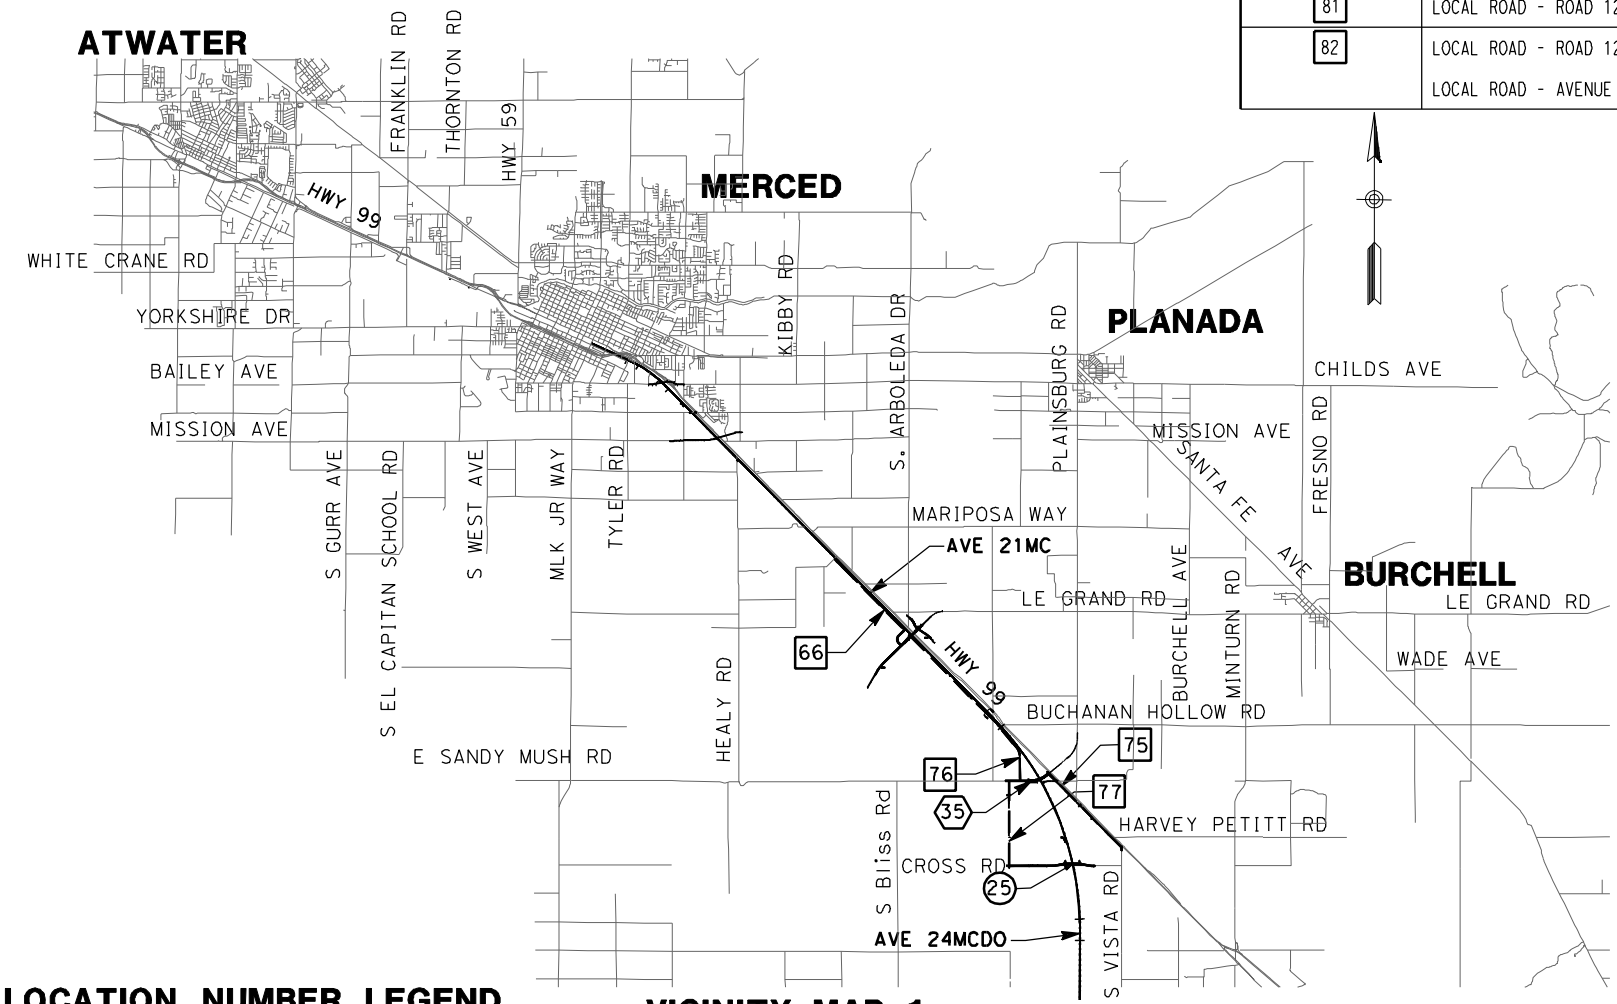 81
LOCAL ROAD - ROAD 12
82
LOCAL ROAD - ROAD 12
LOCAL ROAD - AVENUE
ATWATER
FRANKLIN RD
THORNTON RD
HWY 59
MERCED
HWY 99
WHITE CRANE RD
KIBBY RD
S. ARBOLEDA DR
PLAINSBURG RD
PLANADA
YORKSHIRE DR
BAILEY AVE
CHILDS AVE
MISSION AVE
MISSION AVE
SANTA FE AVE
FRESNO RD
S GURR AVE
S EL CAPITAN SCHOOL RD
S WEST AVE
MLK JR WAY
TYLER RD
MARIPOSA WAY
AVE 21MC
BURCHELL
LE GRAND RD
LE GRAND RD
BURCHELL AVE
MINTURN RD
66
HWY 99
WADE AVE
HEALY RD
BUCHANAN HOLLOW RD
E SANDY MUSH RD
75
76
77
35
HARVEY PETITT RD
S Bliss Rd
CROSS RD
25
S VISTA RD
AVE 24MCDO
LOCATION NUMBER LEGEND
VICINITY MAP 1